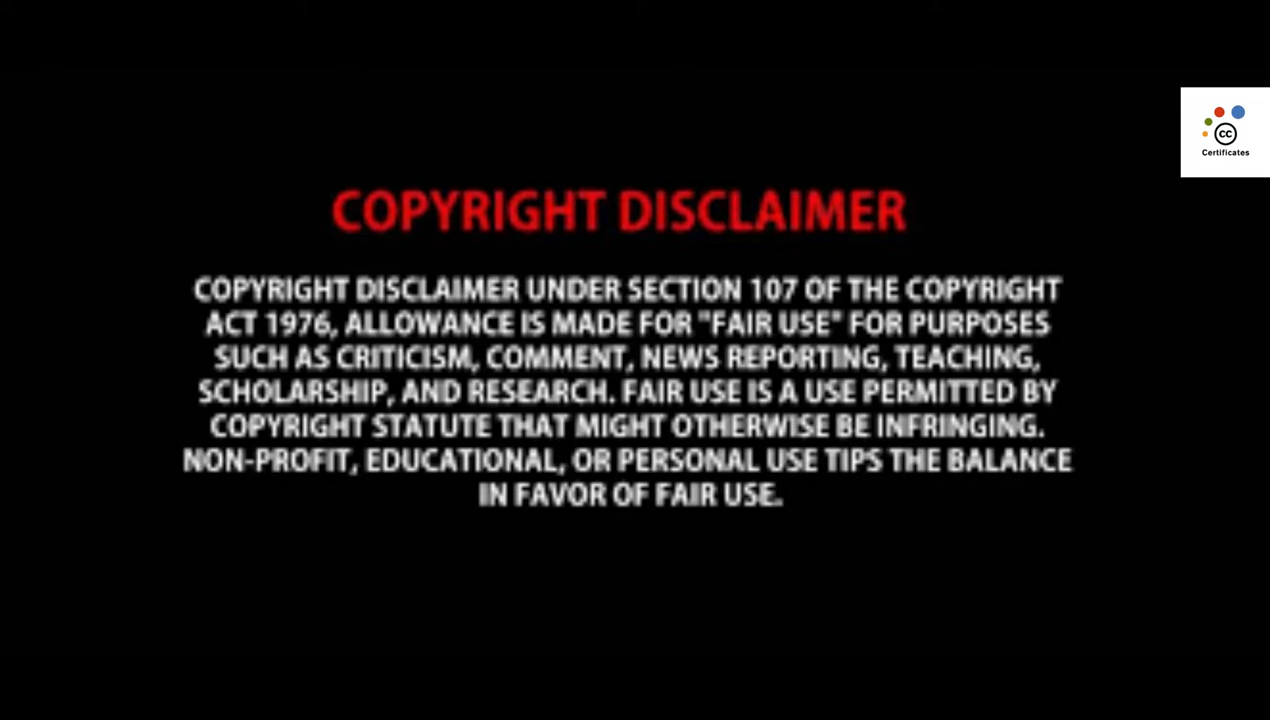 COPYRIGHT DISCLAIMER
COPYRIGHT DISCLAIMER UNDER SECTION 107 OF THE COPYRIGHT
ACT 1976, ALLOWANCE IS MADE FOR "FAIR USE" FOR PURPOSES
SUCH AS CRITICISM, COMMENT, NEWS REPORTING, TEACHING,
SCHOLARSHIP, AND RESEARCH. FAIR USE IS A USE PERMITTED BY
COPYRIGHT STATUTE THAT MIGHT OTHERWISE BE INFRINGING.
NON-PROFIT, EDUCATIONAL, OR PERSONAL USE TIPS THE BALANCE
IN FAVOR OF FAIR USE.
cc
Certificates